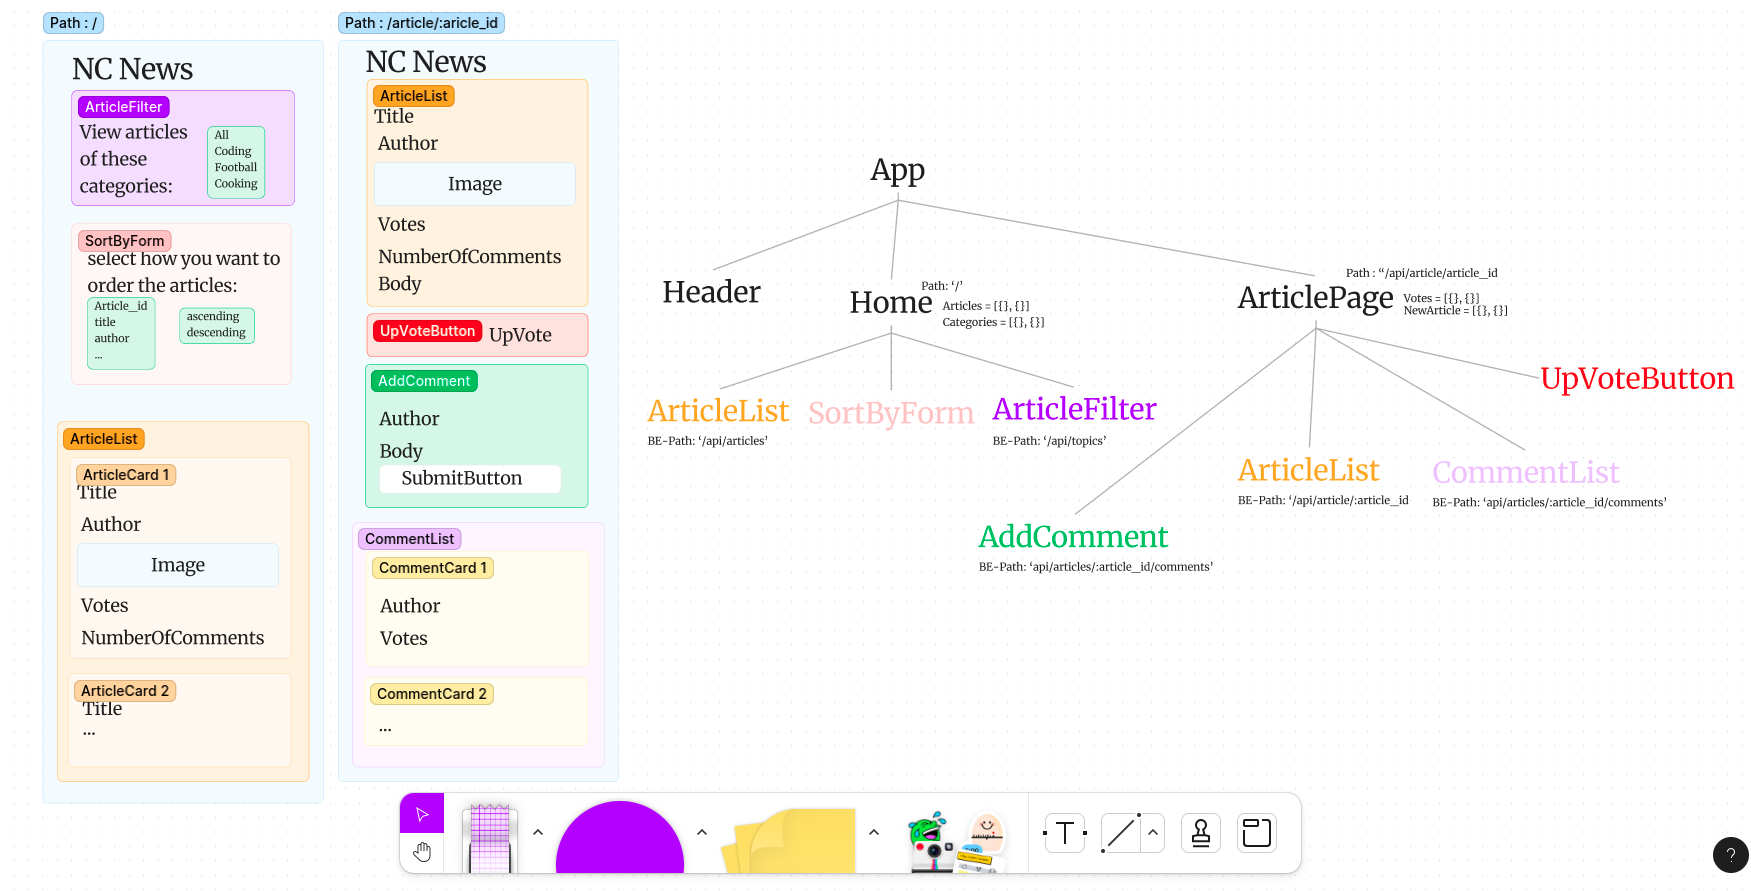 Path : /
NC News
ArticleFilter
View articles
of these
categories:
All
Coding
Football
Cooking
SortByForm
select how you want to
order the articles:
Article_id
title
author
...
ascending
descending
ArticleList
ArticleCard 1
Title
Author
Image
Votes
NumberOfComments
ArticleCard 2
Title
...
Path : /article/:aricle_id
NC News
ArticleList
Title
Author
Image
Votes
NumberOfComments
Body
UpVoteButton
UpVote
AddComment
Author
Body
SubmitButton
CommentList
CommentCard 1
Author
Votes
CommentCard 2
...
App
Header
Home
Path: ‘/’
Articles = [{}, {}]
Categories = [{}, {}]
ArticlePage
Path : “/api/article/article_id
Votes = [{}, {}]
NewArticle = [{}, {}]
ArticleList
BE-Path: ‘/api/articles’
SortByForm
ArticleFilter
BE-Path: ‘/api/topics’
UpVoteButton
ArticleList
BE-Path: ‘/api/article/:article_id
CommentList
BE-Path: ‘api/articles/:article_id/comments’
AddComment
BE-Path: ‘api/articles/:article_id/comments’
T
?